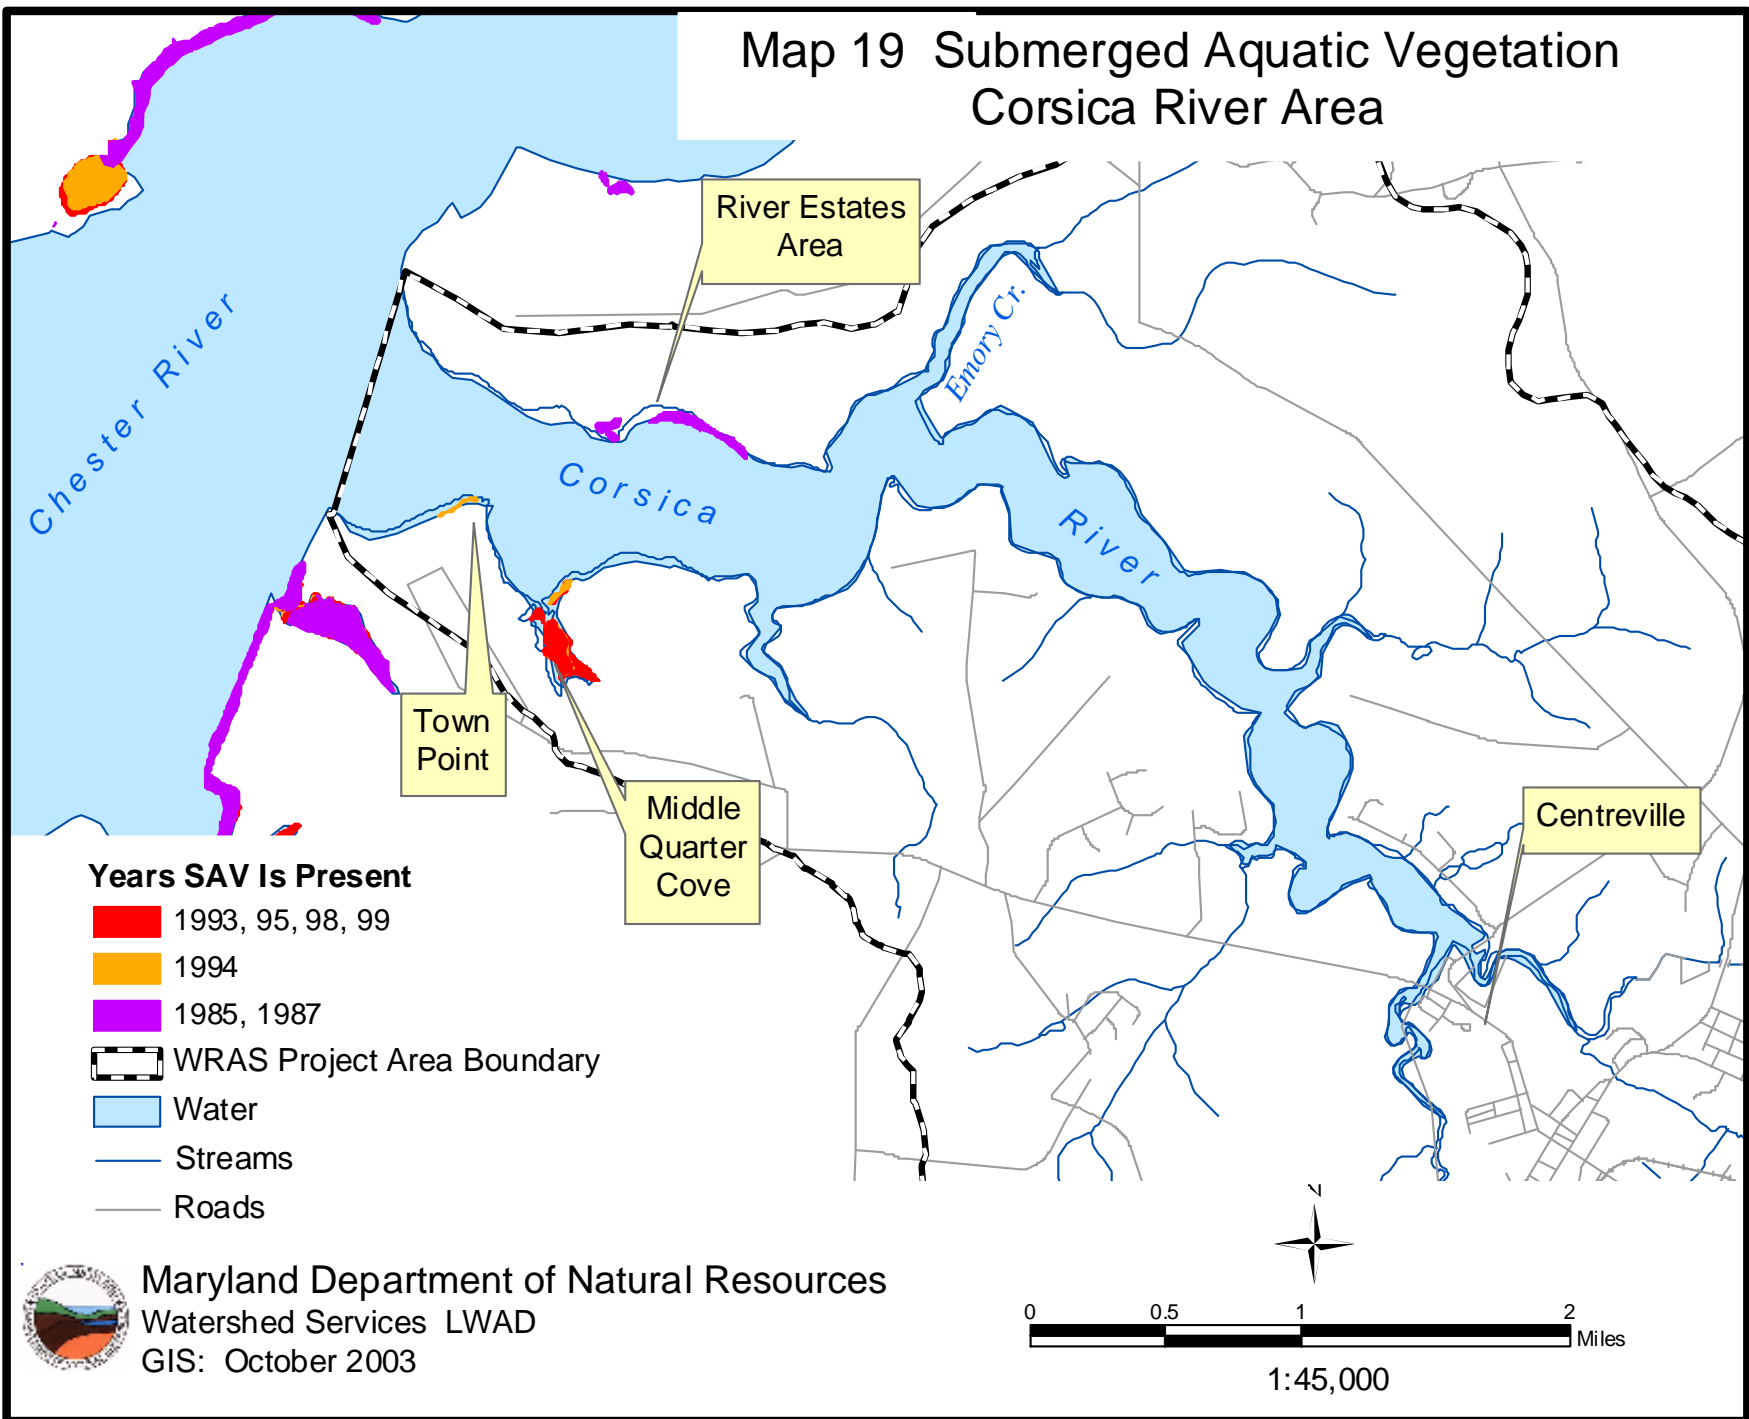 Map 19 Submerged Aquatic Vegetation
Corsica River Area
River Estates
Area
Emory Cr.
Chester River
Corsica
River
Town
Point
Middle
Quarter
Cove
Centreville
Years SAV Is Present
1993, 95, 98, 99
1994
1985, 1987
WRAS Project Area Boundary
Water
Streams
Roads
Maryland Department of Natural Resources
Watershed Services LWAD
GIS: October 2003
N
0 0.5 1 2
Miles
1:45,000